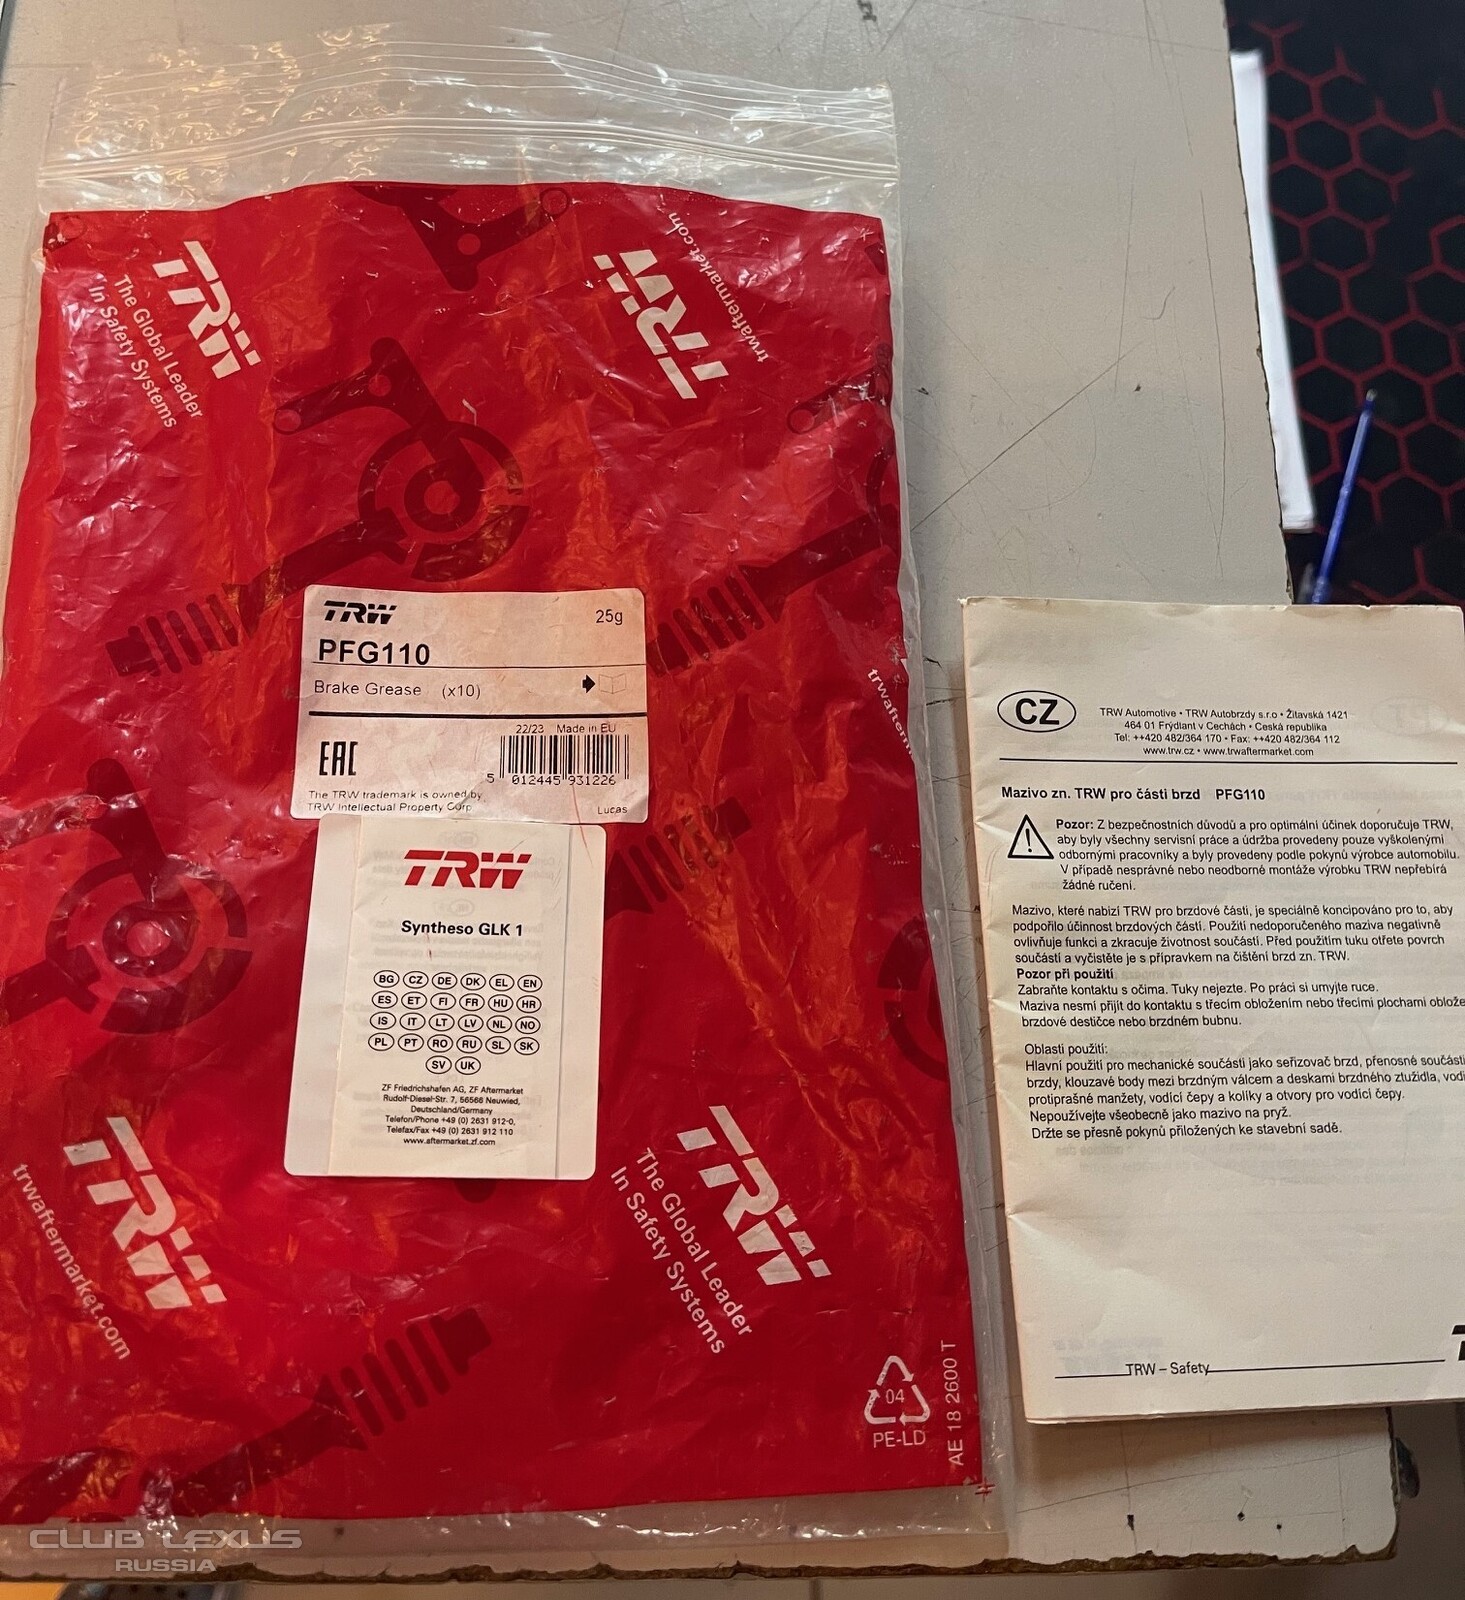 TRW
The Global Leader
In Safety Systems
TRW
trwaftermarket.com
TRW
25g
PFG110
Brake Grease (x10)
22/23 Made in EU
EAC
5 012445 931226
The TRW trademark is owned by
TRW Intellectual Property Corp.
Lucas
TRW
Syntheso GLK 1
BG CZ DE DK EL EN
ES ET FI FR HU HR
IS IT LT LV NL NO
PL PT RO RU SL SK
SV UK
ZF Friedrichshafen AG, ZF Aftermarket
Rudolf-Diesel-Str. 7, 56566 Neuwied,
Deutschland/Germany
Telefon/Phone +49 (0) 2631 912-0,
Telefax/Fax +49 (0) 2631 912 110
www.aftermarket.zf.com
TRW
trwaftermarket.com
TRW
The Global Leader
In Safety Systems
04
PE-LD
AE 18 2600 T
CZ
TRW Automotive • TRW Autobrzdy s.r.o • Žitavská 1421
464 01 Frýdlant v Cechách • Ceská republika
Tel: ++420 482/364 170 • Fax: ++420 482/364 112
www.trw.cz • www.trwaftermarket.com
Mazivo zn. TRW pro části brzd PFG110
Pozor: Z bezpečnostních důvodů a pro optimální účinek doporučuje TRW,
aby byly všechny servisní práce a údržba provedeny pouze vyškolenými
odbornými pracovníky a byly provedeny podle pokynů výrobce automobilu.
V případě nesprávné nebo neodborné montáže výrobku TRW nepřebírá
žádné ručení.
Mazivo, které nabizí TRW pro brzdové části, je speciálně koncipováno pro to, aby
podpořilo účinnost brzdových částí. Použití nedoporučeného maziva negativně
ovlivňuje funkci a zkracuje životnost součástí. Před použitím tuku otřete povrch
součástí a vyčistěte je s přípravkem na čištění brzd zn. TRW.
Pozor při použití
Zabraňte kontaktu s očima. Tuky nejezte. Po práci si umyjte ruce.
Maziva nesmí přijít do kontaktu s třecím obložením nebo třecími plochami oblože
brzdové destičce nebo brzdném bubnu.
Oblasti použití:
Hlavní použití pro mechanické součásti jako seřizovač brzd, přenosné součásti
brzdy, klouzavé body mezi brzdným válcem a deskami brzdného ztužidla, vodi
protiprašné manžety, vodící čepy a kolíky a otvory pro vodící čepy.
Nepoužívejte všeobecně jako mazivo na pryž.
Držte se přesně pokynů přiložených ke stavební sadě.
TRW – Safety
CLUB LEXUS
RUSSIA